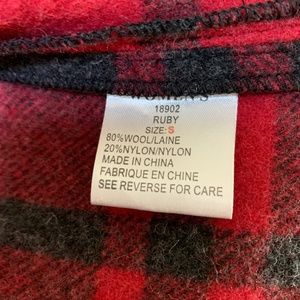 WOMEN'S
18902
RUBY
SIZE: S
80%WOOL/LAINE
20%NYLON/NYLON
MADE IN CHINA
FABRIQUE EN CHINE
SEE REVERSE FOR CARE